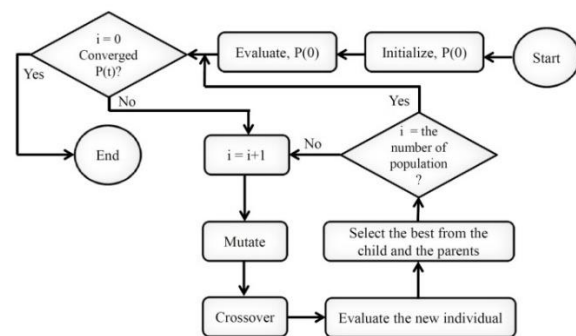 i = 0
Converged
P(t)?
Evaluate, P(0)
Initialize, P(0)
Start
Yes
No
Yes
End
i = i+1
No
i = the
number of
population
?
Mutate
Select the best from the
child and the parents
Crossover
Evaluate the new individual